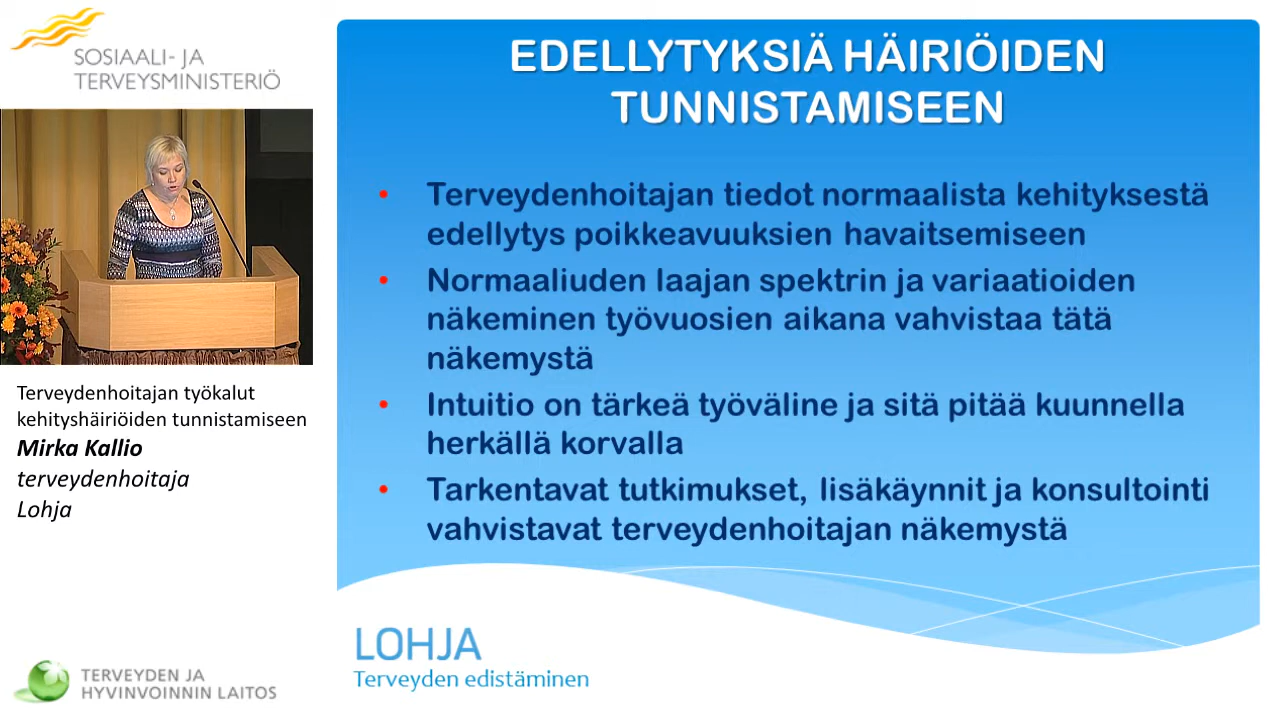 SOSIAALI- JA
TERVEYSMINISTERIÖ
EDELLYTYKSIÄ HÄIRIÖIDEN
TUNNISTAMISEEN
• Terveydenhoitajan tiedot normaalista kehityksestä
edellytys poikkeavuuksien havaitsemiseen
• Normaaliuden laajan spektrin ja variaatioiden
näkeminen työvuosien aikana vahvistaa tätä
näkemystä
• Intuitio on tärkeä työväline ja sitä pitää kuunnella
herkällä korvalla
• Tarkentavat tutkimukset, lisäkäynnit ja konsultointi
vahvistavat terveydenhoitajan näkemystä
Terveydenhoitajan työkalut
kehityshäiriöiden tunnistamiseen
Mirka Kallio
terveydenhoitaja
Lohja
TERVEYDEN JA
HYVINVOINNIN LAITOS
LOHJA
Terveyden edistäminen